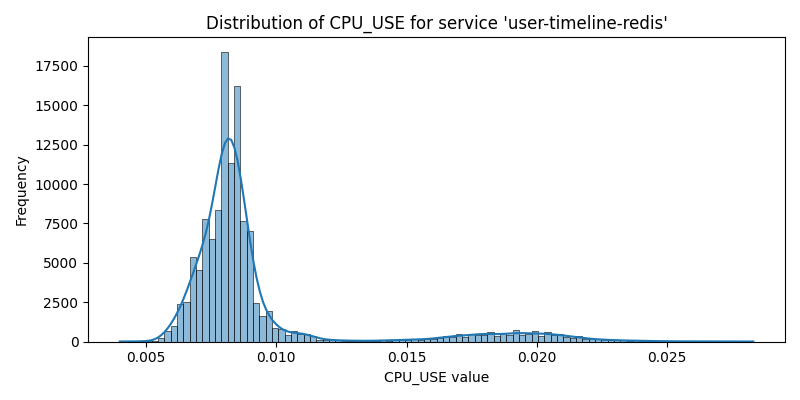 Distribution of CPU_USE for service 'user-timeline-redis'
17500
15000
12500
10000
7500
5000
2500
0
Frequency
0.005 0.010 0.015 0.020 0.025
CPU_USE value